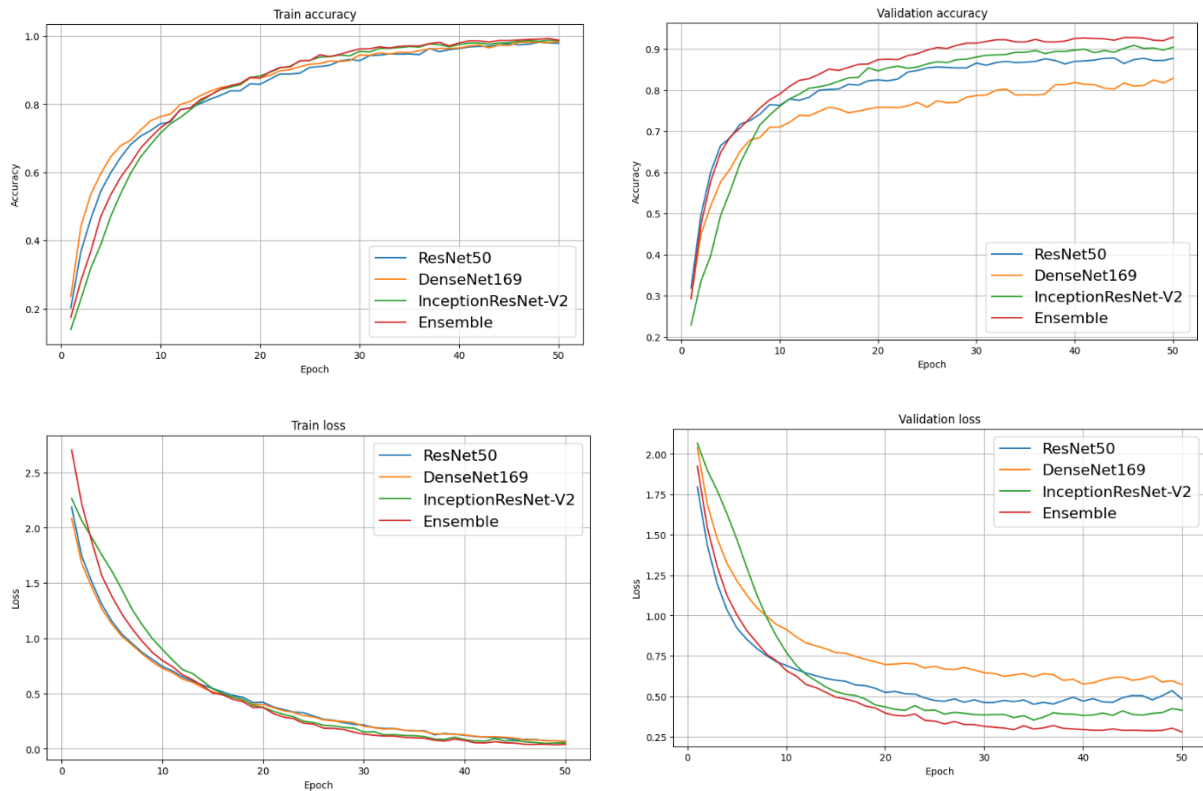 Train accuracy
1.0
0.8
0.6
0.4
0.2
Accuracy
ResNet50
DenseNet169
InceptionResNet-V2
Ensemble
0 10 20 30 40 50
Epoch
Validation accuracy
0.9
0.8
0.7
0.6
0.5
0.4
0.3
0.2
Accuracy
ResNet50
DenseNet169
InceptionResNet-V2
Ensemble
0 10 20 30 40 50
Epoch
Train loss
2.5
2.0
1.5
1.0
0.5
0.0
Loss
ResNet50
DenseNet169
InceptionResNet-V2
Ensemble
0 10 20 30 40 50
Epoch
Validation loss
2.00
1.75
1.50
1.25
1.00
0.75
0.50
0.25
Loss
ResNet50
DenseNet169
InceptionResNet-V2
Ensemble
0 10 20 30 40 50
Epoch